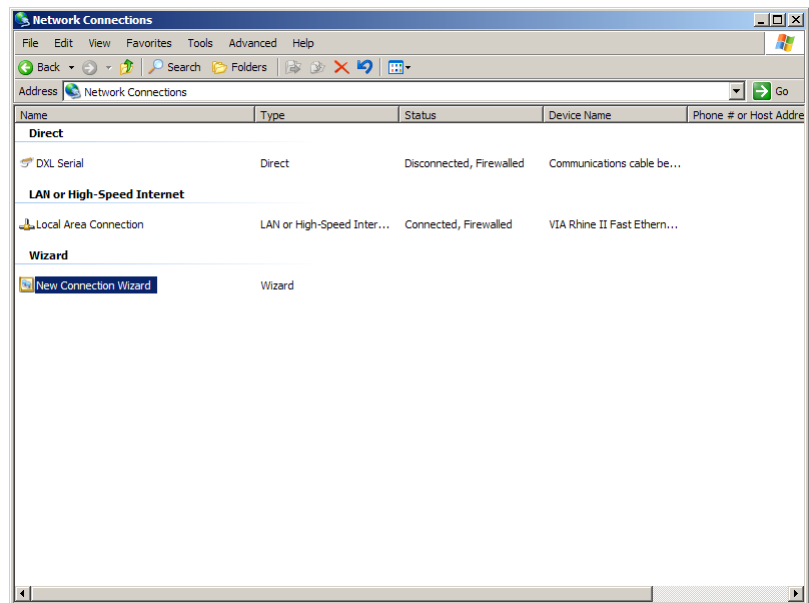 Network Connections
File Edit View Favorites Tools Advanced Help
Back Search Folders
Address Network Connections Go
Name Type Status Device Name Phone # or Host Addre
Direct
DXL Serial Direct Disconnected, Firewalled Communications cable be...
LAN or High-Speed Internet
Local Area Connection LAN or High-Speed Inter... Connected, Firewalled VIA Rhine II Fast Ethern...
Wizard
New Connection Wizard Wizard